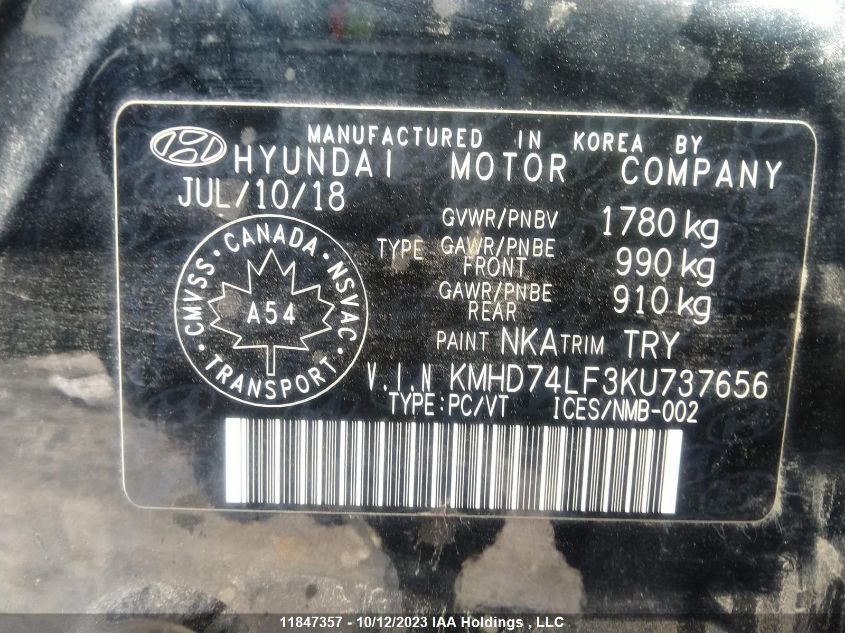 MANUFACTURED IN KOREA BY
HYUNDAI MOTOR COMPANY
JUL/10/18
GVWR/PNBV 1780 kg
TYPE GAWR/PNBE FRONT 990 kg
GAWR/PNBE REAR 910 kg
CMVSS · CANADA · NSVAC
A54
· TRANSPORT ·
PAINT NKA TRIM TRY
V.I.N KMHD74LF3KU737656
TYPE:PC/VT ICES/NMB-002
11847357 - 10/12/2023 IAA Holdings , LLC